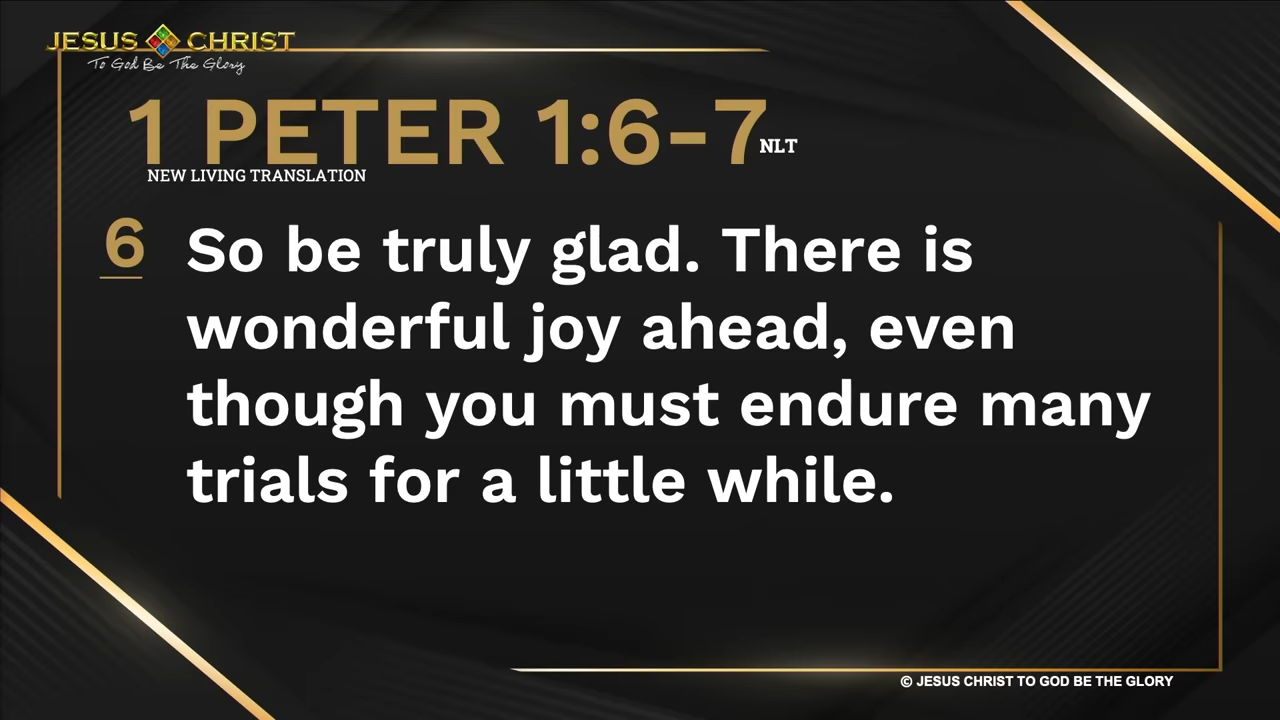 JESUS CHRIST
To God Be The Glory
1 PETER 1:6-7 NLT
NEW LIVING TRANSLATION
6 So be truly glad. There is
wonderful joy ahead, even
though you must endure many
trials for a little while.
© JESUS CHRIST TO GOD BE THE GLORY